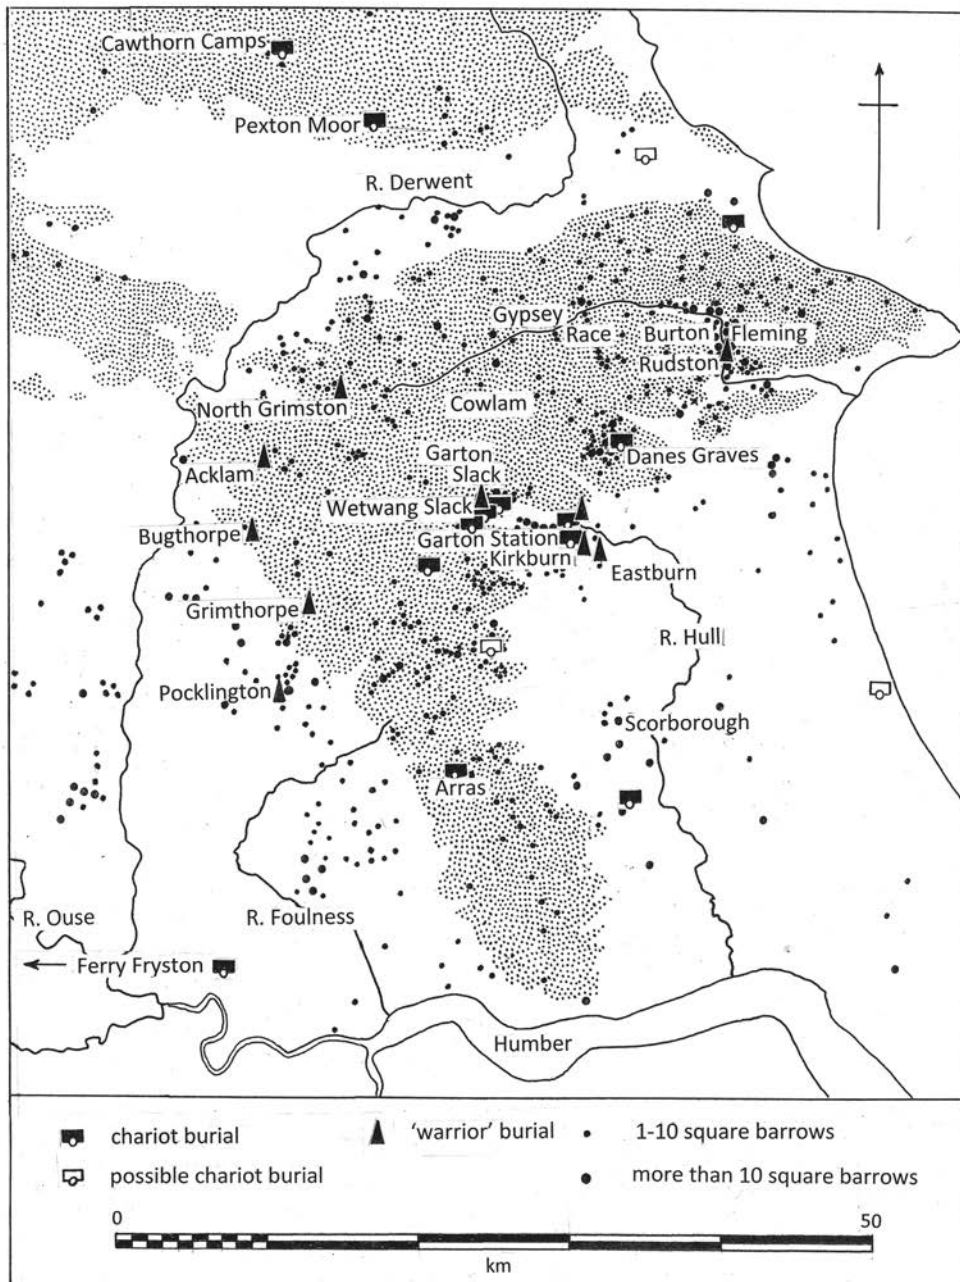 Cawthorn Camps
Pexton Moor
R. Derwent
Gypsey
Race
Burton Fleming
Rudston
North Grimston
Cowlam
Danes Graves
Garton
Slack
Acklam
Wetwang Slack
Bugthorpe
Garton Station
Kirkburn
Eastburn
Grimthorpe
R. Hull
Pocklington
Scorborough
Arras
R. Ouse
R. Foulness
Ferry Fryston
Humber
chariot burial
'warrior' burial
1-10 square barrows
possible chariot burial
more than 10 square barrows
0
50
km